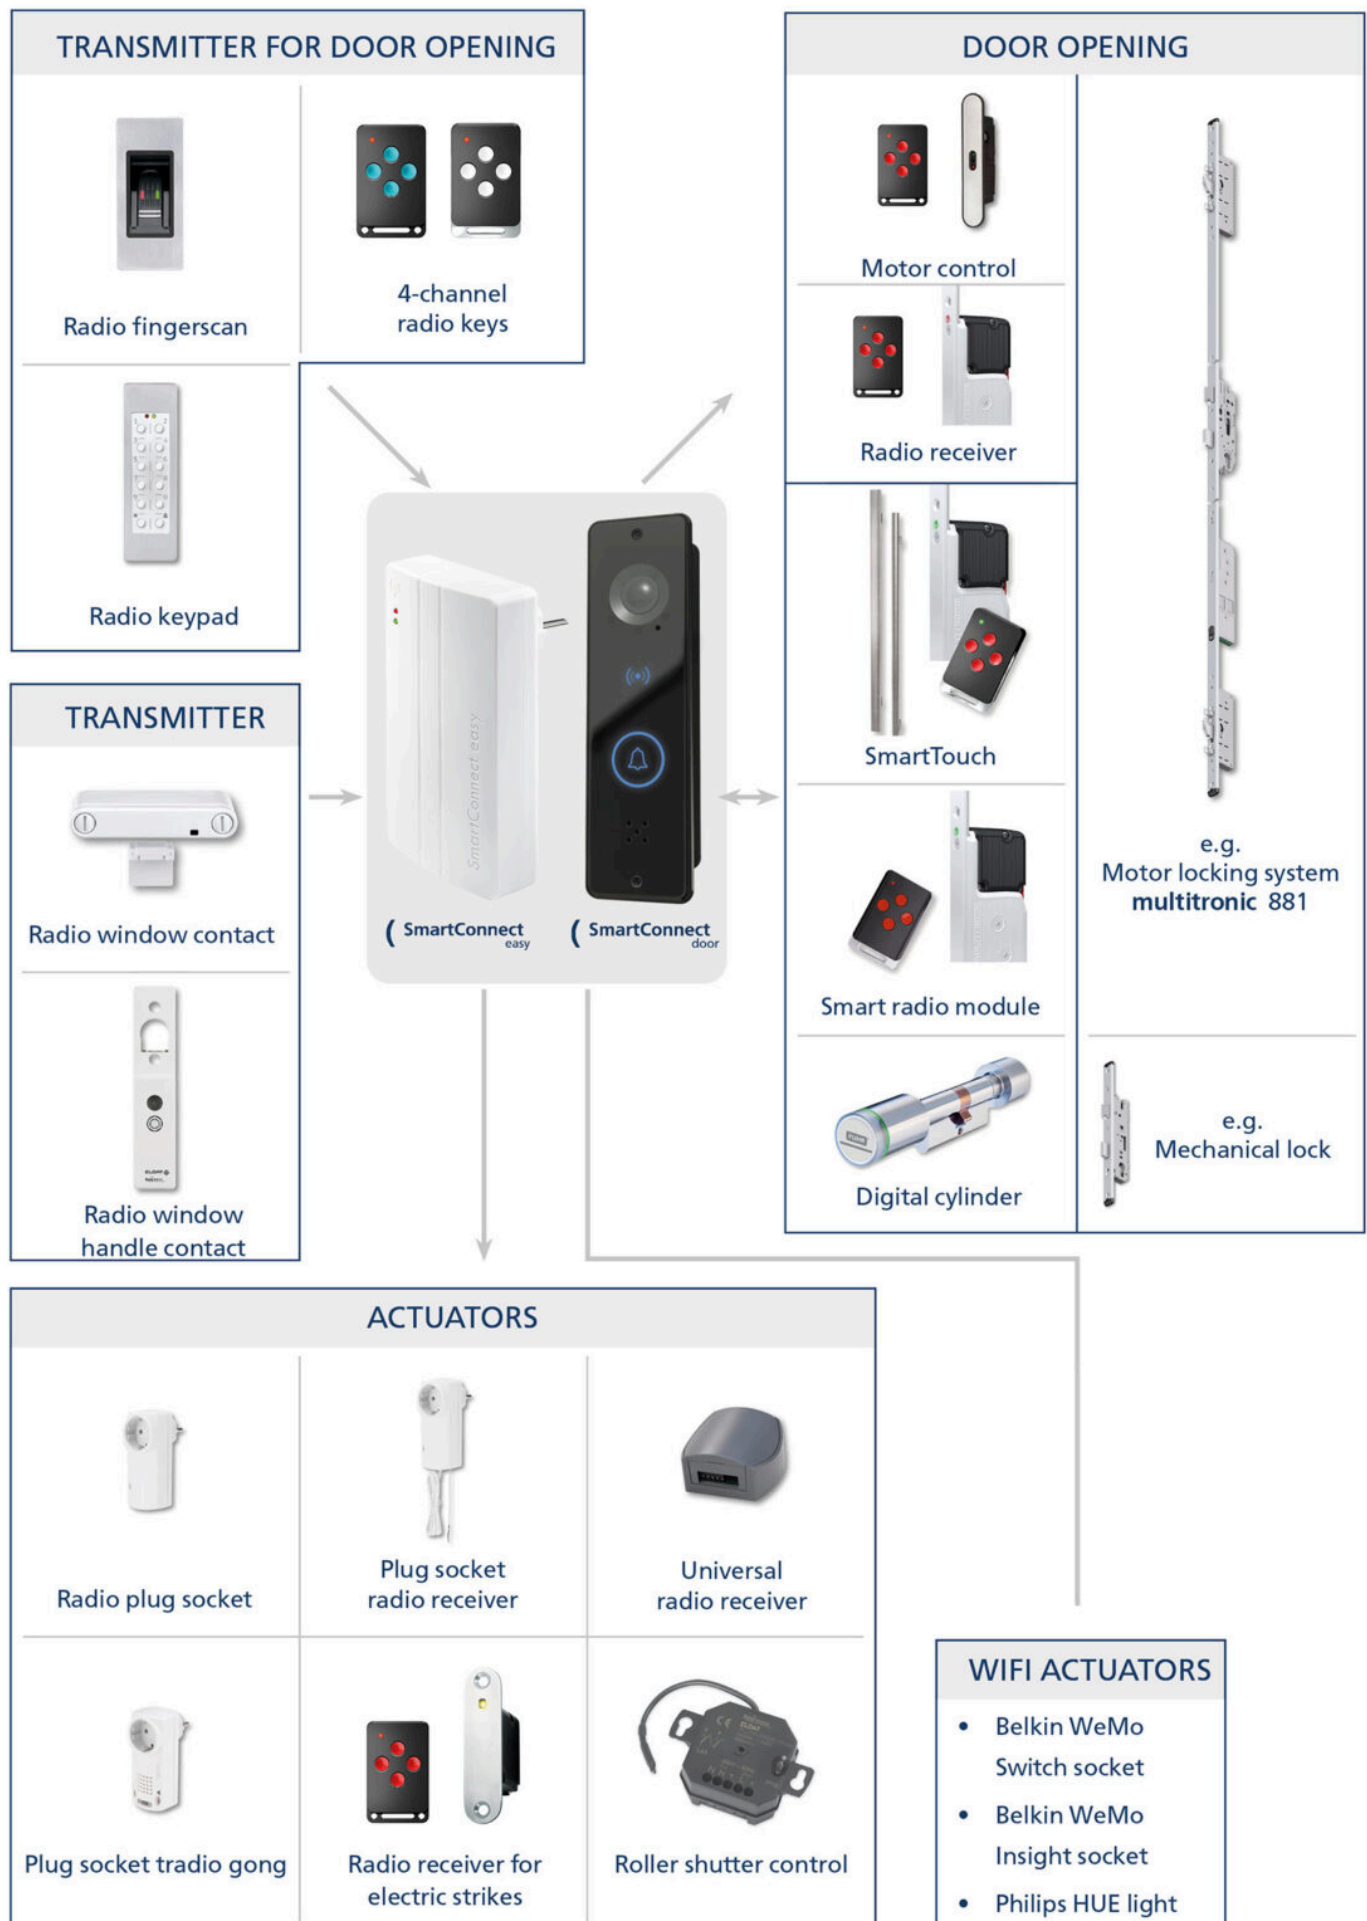 TRANSMITTER FOR DOOR OPENING
Radio fingerscan
4-channel
radio keys
Radio keypad
TRANSMITTER
Radio window contact
Radio window
handle contact
SmartConnect easy
SmartConnect
easy
SmartConnect
door
DOOR OPENING
Motor control
Radio receiver
SmartTouch
Smart radio module
Digital cylinder
e.g.
Motor locking system
multitronic 881
e.g.
Mechanical lock
ACTUATORS
Radio plug socket
Plug socket
radio receiver
Universal
radio receiver
Plug socket tradio gong
Radio receiver for
electric strikes
Roller shutter control
WIFI ACTUATORS
• Belkin WeMo
Switch socket
• Belkin WeMo
Insight socket
• Philips HUE light